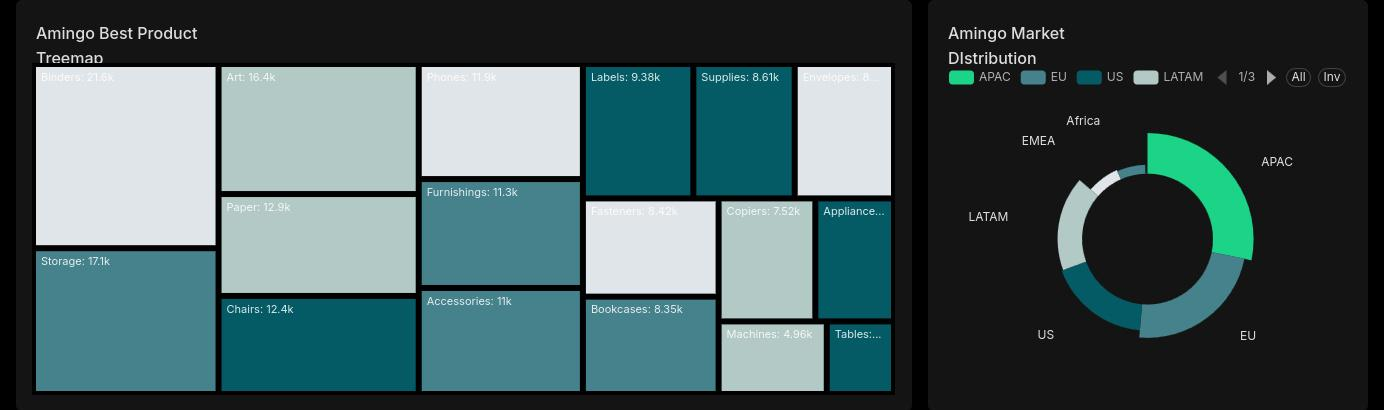 Amingo Best Product
Treemap
Binders: 21.6k
Storage: 17.1k
Art: 16.4k
Paper: 12.9k
Chairs: 12.4k
Phones: 11.9k
Furnishings: 11.3k
Accessories: 11k
Labels: 9.38k
Supplies: 8.61k
Envelopes: 8...
Fasteners: 8.42k
Bookcases: 8.35k
Copiers: 7.52k
Appliance...
Machines: 4.96k
Tables:...
Amingo Market
DIstribution
APAC EU US LATAM 1/3 All Inv
Africa
EMEA
APAC
LATAM
US
EU